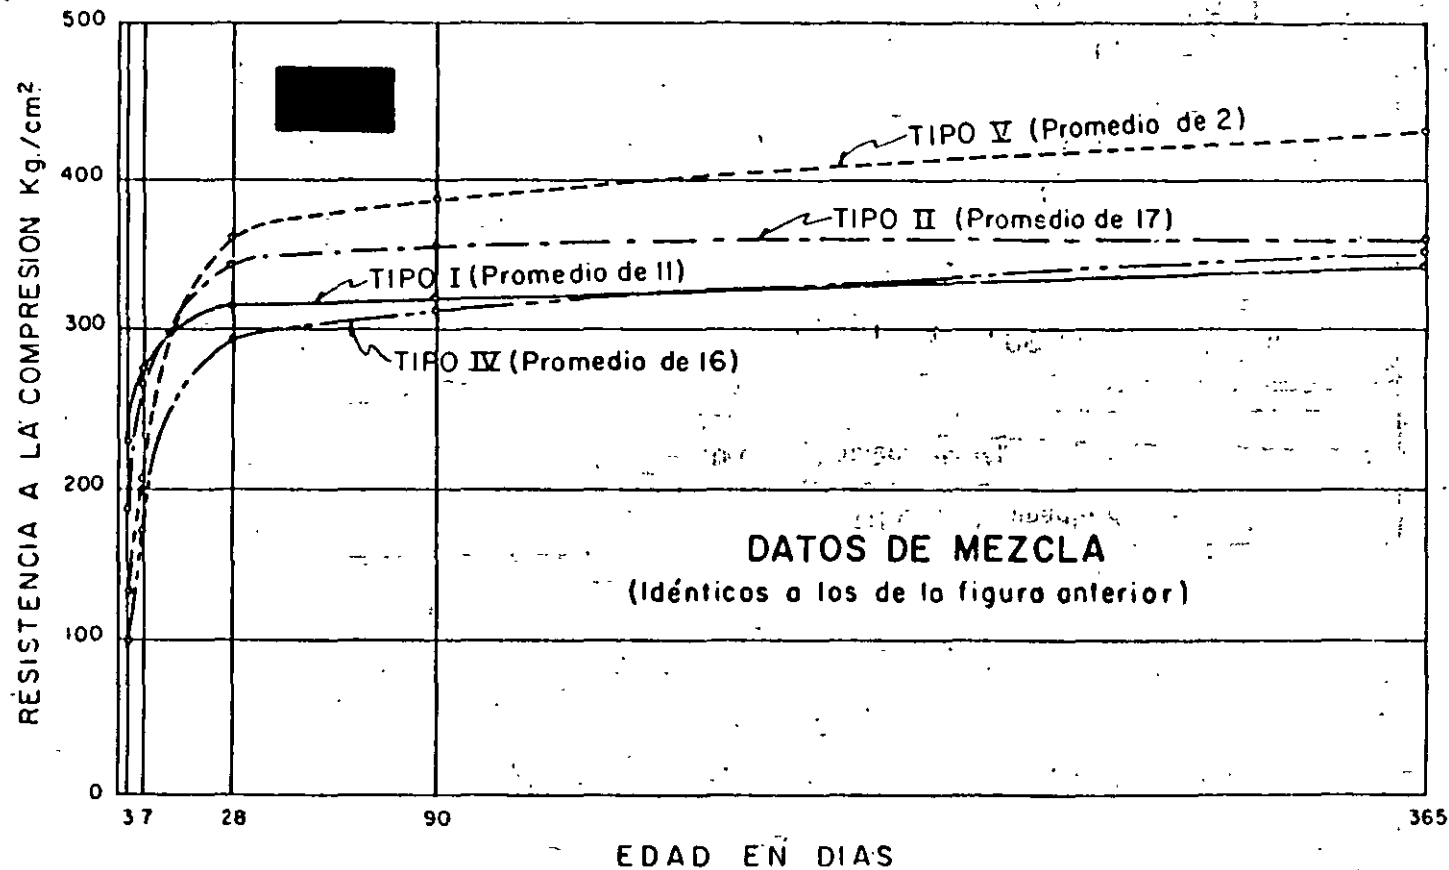 500
400
300
200
100
0
RESISTENCIA A LA COMPRESION Kg./cm²
TIPO V (Promedio de 2)
TIPO II (Promedio de 17)
TIPO I (Promedio de 11)
TIPO IV (Promedio de 16)
DATOS DE MEZCLA
(Idénticos a los de la figura anterior)
3 7 28 90 365
EDAD EN DIAS